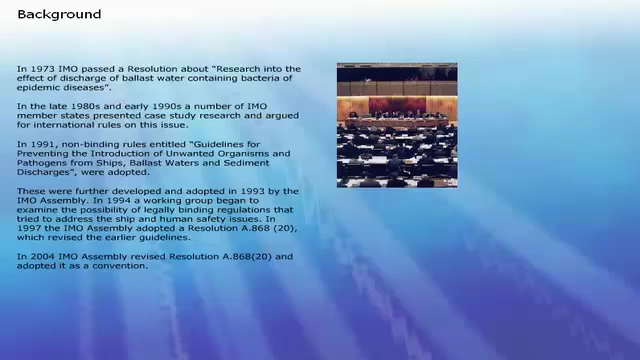 Background
In 1973 IMO passed a Resolution about “Research into the
effect of discharge of ballast water containing bacteria of
epidemic diseases”.
In the late 1980s and early 1990s a number of IMO
member states presented case study research and argued
for international rules on this issue.
In 1991, non-binding rules entitled “Guidelines for
Preventing the Introduction of Unwanted Organisms and
Pathogens from Ships, Ballast Waters and Sediment
Discharges”, were adopted.
These were further developed and adopted in 1993 by the
IMO Assembly. In 1994 a working group began to
examine the possibility of legally binding regulations that
tried to address the ship and human safety issues. In
1997 the IMO Assembly adopted a Resolution A.868 (20),
which revised the earlier guidelines.
In 2004 IMO Assembly revised Resolution A.868(20) and
adopted it as a convention.